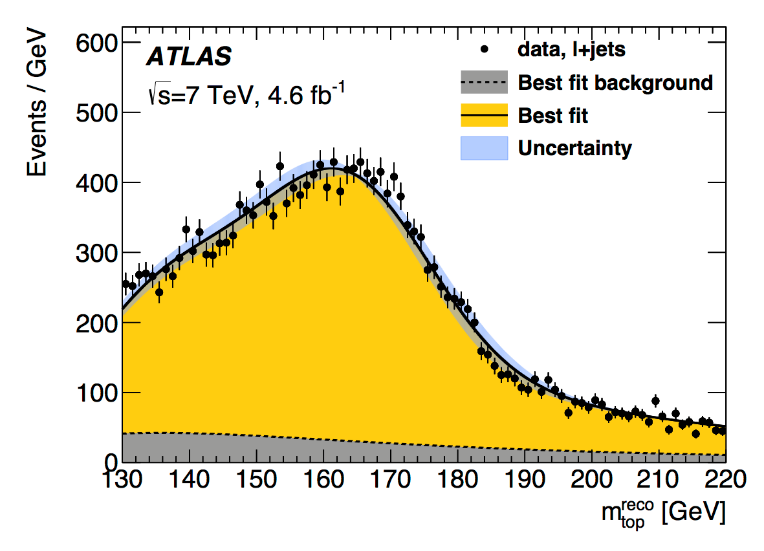 ATLAS
√s=7 TeV, 4.6 fb⁻¹
data, l+jets
Best fit background
Best fit
Uncertainty
Events / GeV
600
500
400
300
200
100
0
130 140 150 160 170 180 190 200 210 220
m_top^reco [GeV]